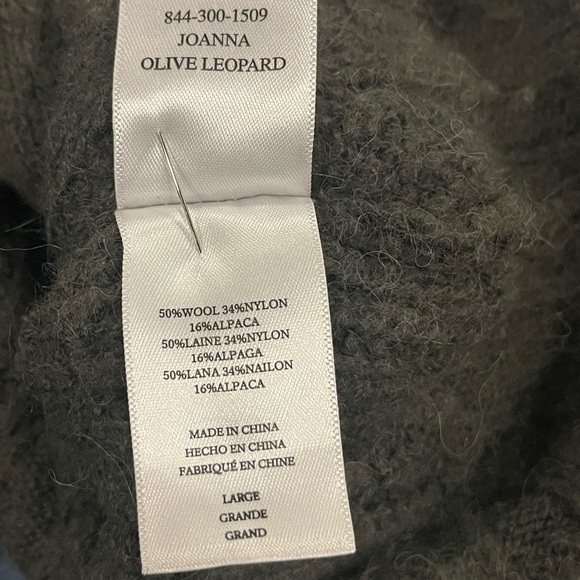 844-300-1509
JOANNA
OLIVE LEOPARD
50%WOOL 34%NYLON
16%ALPACA
50%LAINE 34%NYLON
16%ALPAGA
50%LANA 34%NAILON
16%ALPACA
MADE IN CHINA
HECHO EN CHINA
FABRIQUÉ EN CHINE
LARGE
GRANDE
GRAND